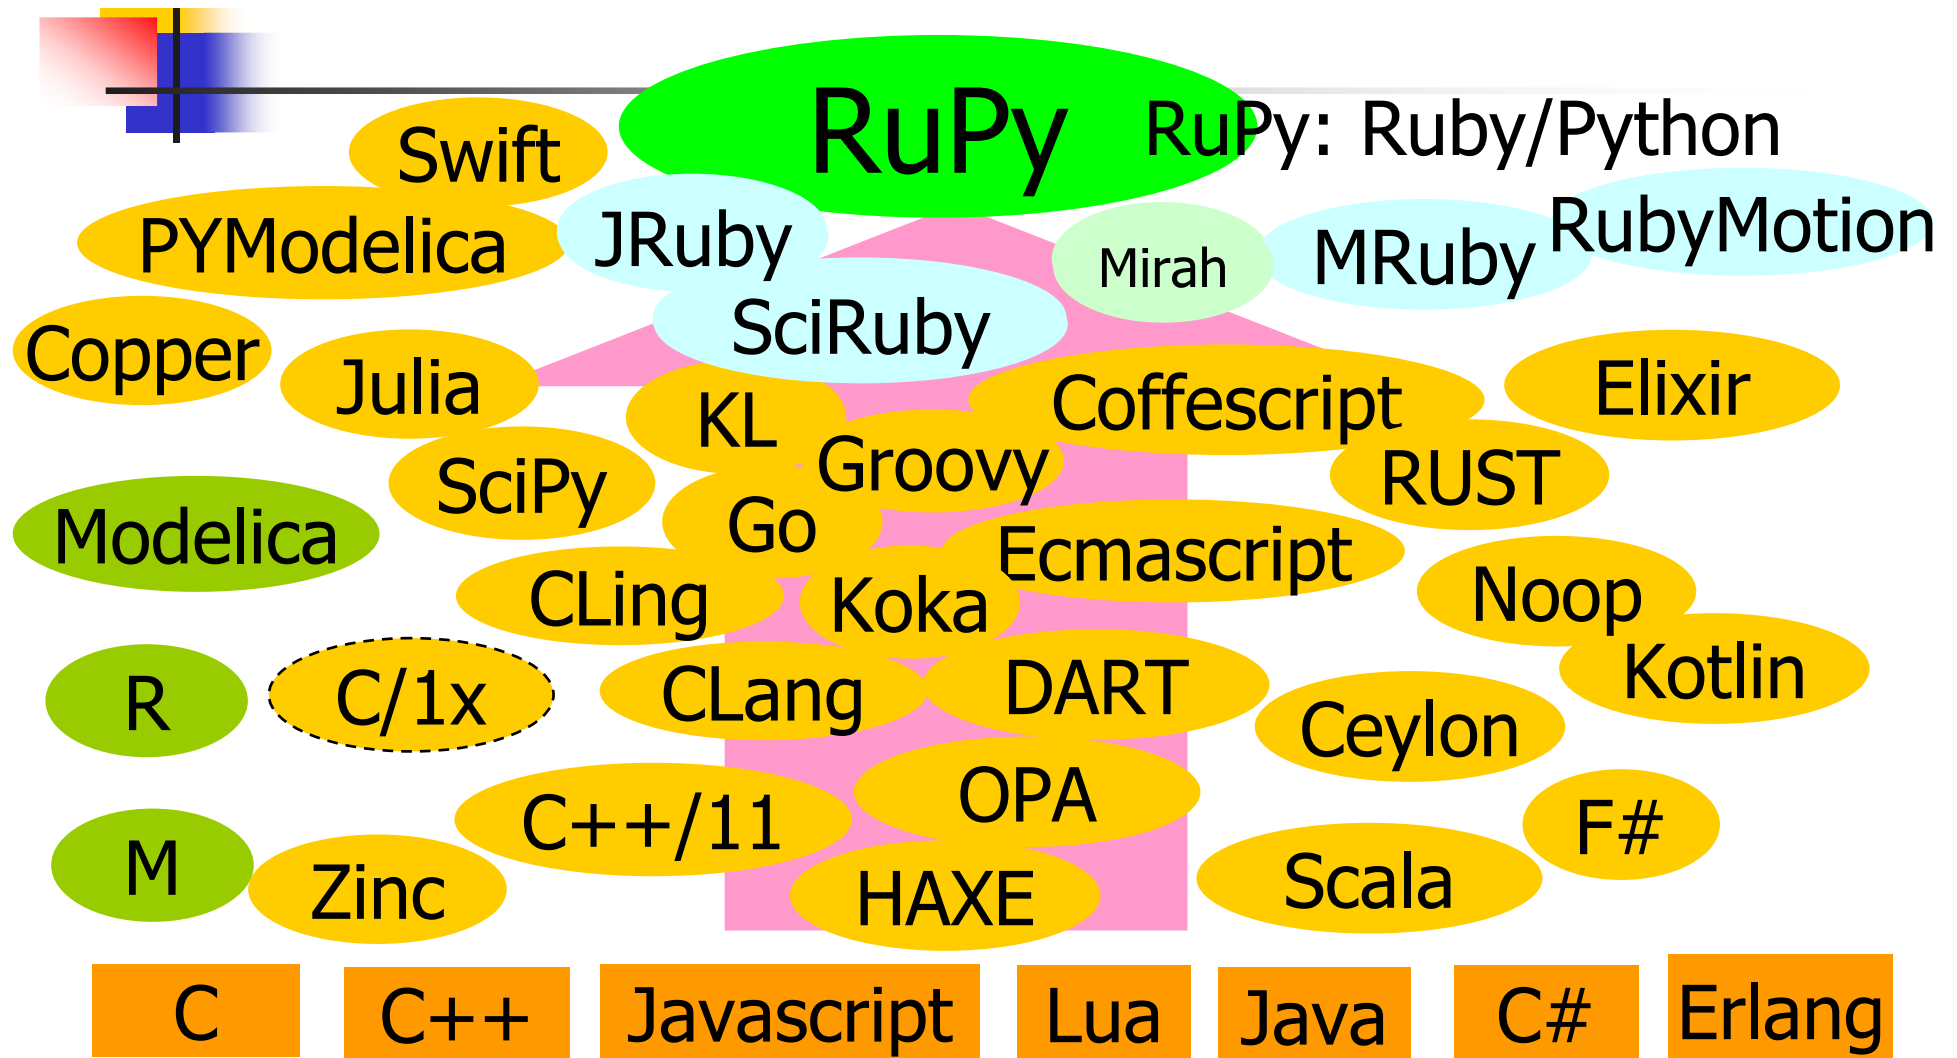 RuPy
RuPy: Ruby/Python
Swift
PYModelica
JRuby
Mirah
MRuby
RubyMotion
SciRuby
Copper
Julia
KL
Coffescript
Elixir
Groovy
SciPy
RUST
Modelica
Go
Ecmascript
CLing
Koka
Noop
R
C/1x
CLang
DART
Kotlin
Ceylon
C++/11
OPA
F#
M
Zinc
HAXE
Scala
C
C++
Javascript
Lua
Java
C#
Erlang